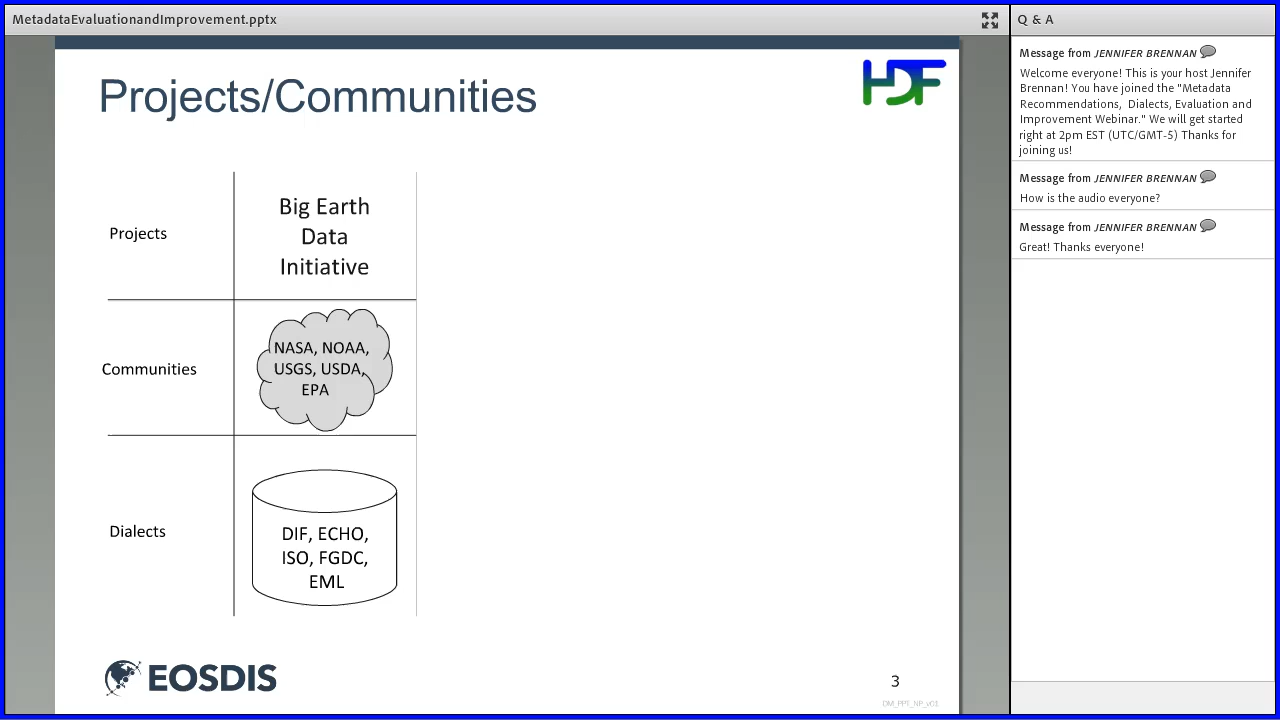 MetadataEvaluationandImprovement.pptx
Projects/Communities
HDF
Projects
Big Earth
Data
Initiative
Communities
NASA, NOAA,
USGS, USDA,
EPA
Dialects
DIF, ECHO,
ISO, FGDC,
EML
EOSDIS
3
DM_PPT_NP_v01
Q & A
Message from JENNIFER BRENNAN
Welcome everyone! This is your host Jennifer
Brennan! You have joined the "Metadata
Recommendations, Dialects, Evaluation and
Improvement Webinar." We will get started
right at 2pm EST (UTC/GMT-5) Thanks for
joining us!
Message from JENNIFER BRENNAN
How is the audio everyone?
Message from JENNIFER BRENNAN
Great! Thanks everyone!